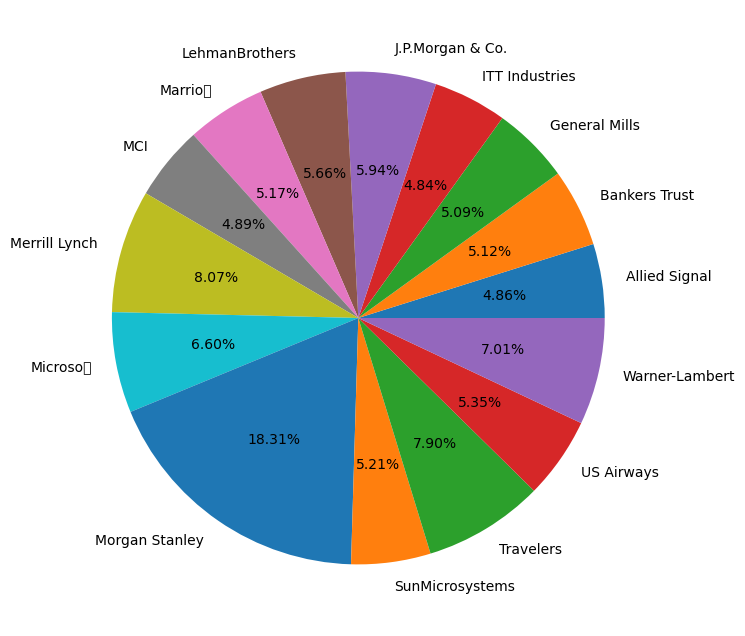 J.P.Morgan & Co.
LehmanBrothers
ITT Industries
Marrio
General Mills
MCI
Bankers Trust
Merrill Lynch
Allied Signal
Microso
Warner-Lambert
US Airways
Morgan Stanley
Travelers
SunMicrosystems
5.94%
5.66%
4.84%
5.17%
5.09%
4.89%
5.12%
8.07%
4.86%
6.60%
7.01%
5.35%
18.31%
7.90%
5.21%